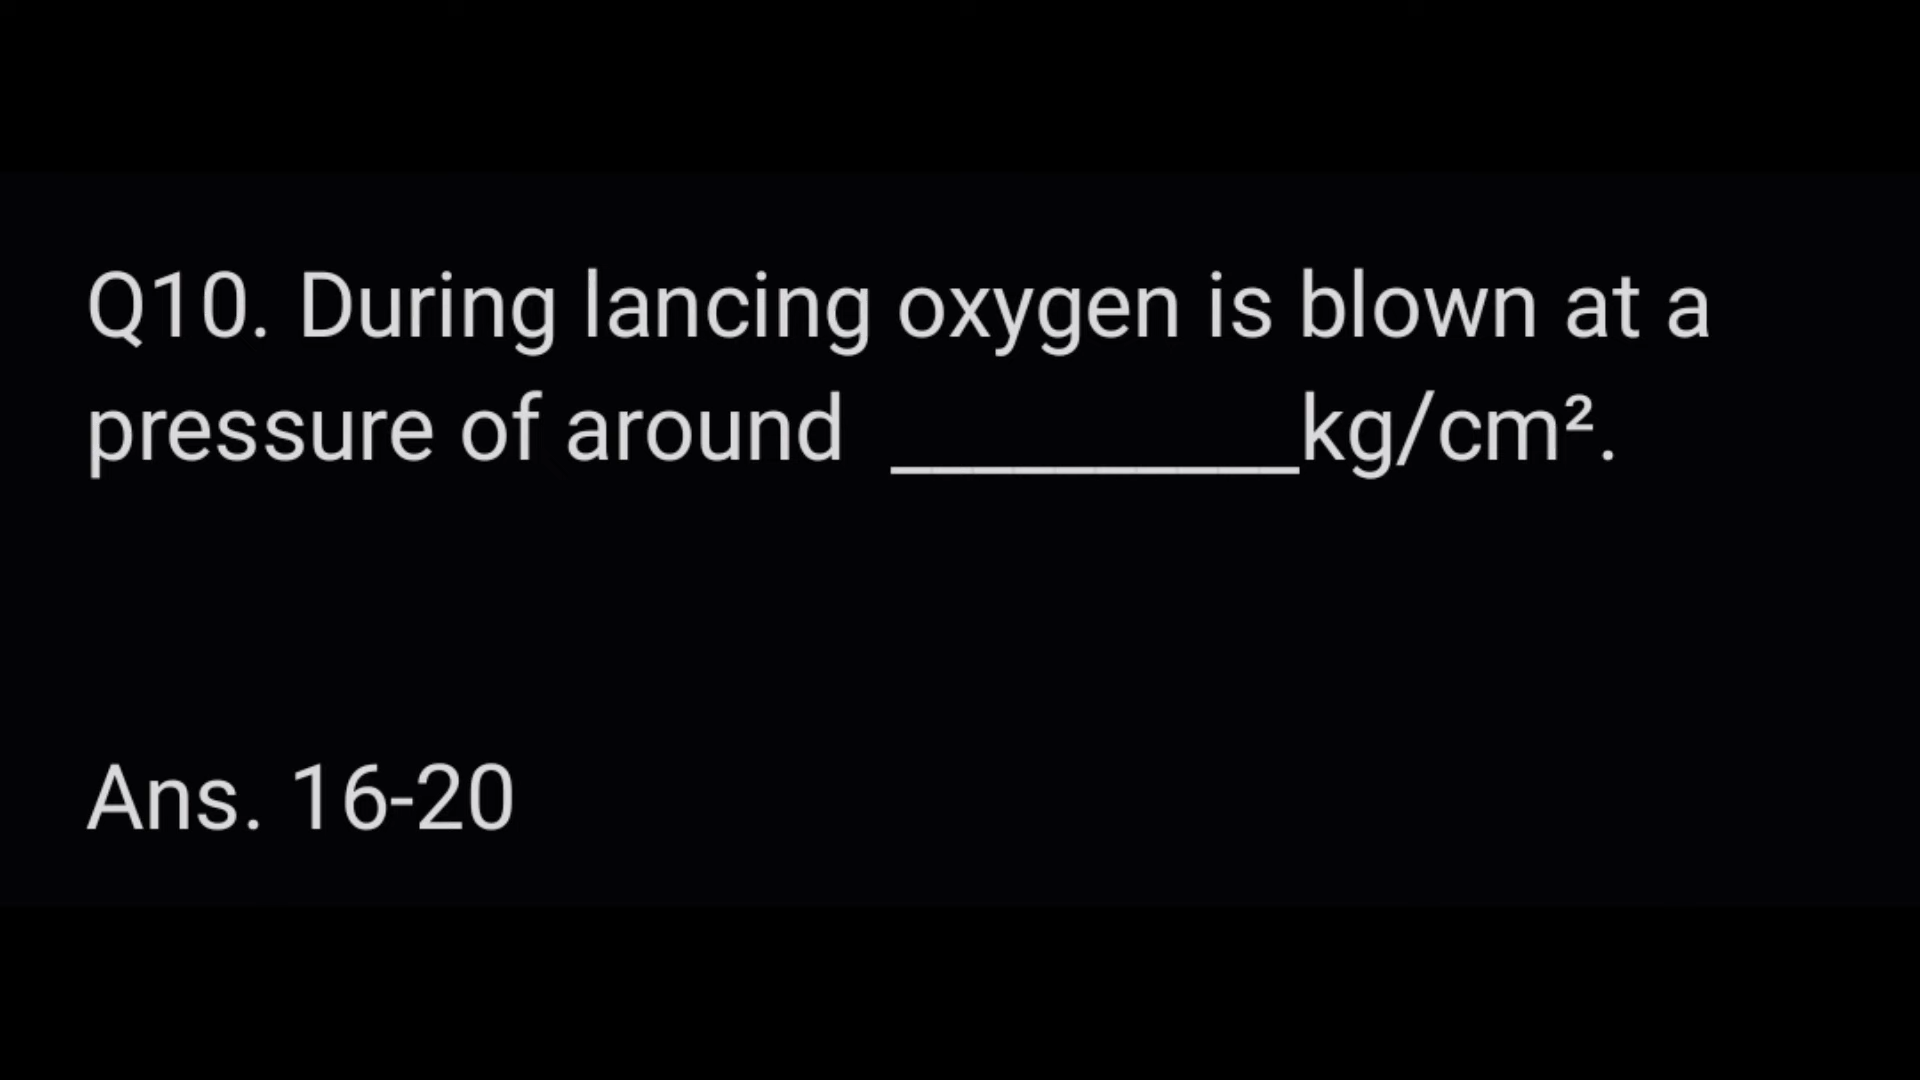 Q10. During lancing oxygen is blown at a
pressure of around __________kg/cm².
Ans. 16-20